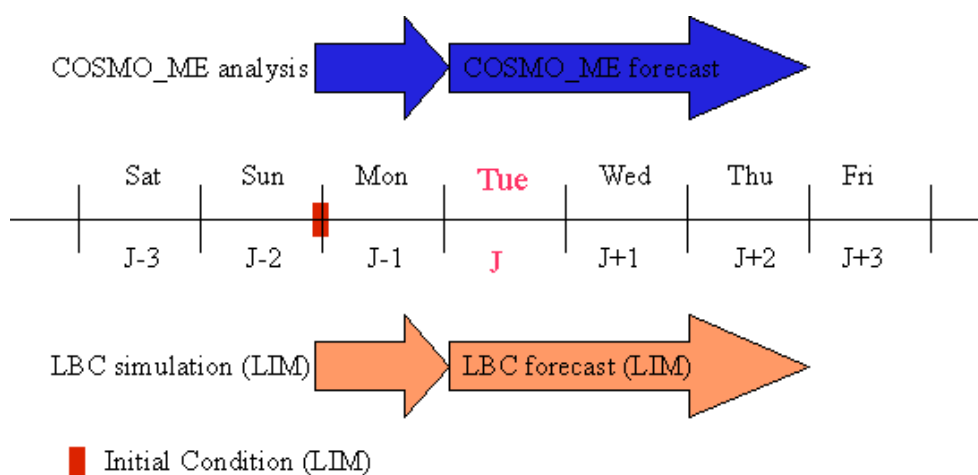 COSMO_ME analysis COSMO_ME forecast
Sat Sun Mon Tue Wed Thu Fri
J-3 J-2 J-1 J J+1 J+2 J+3
LBC simulation (LIM) LBC forecast (LIM)
Initial Condition (LIM)